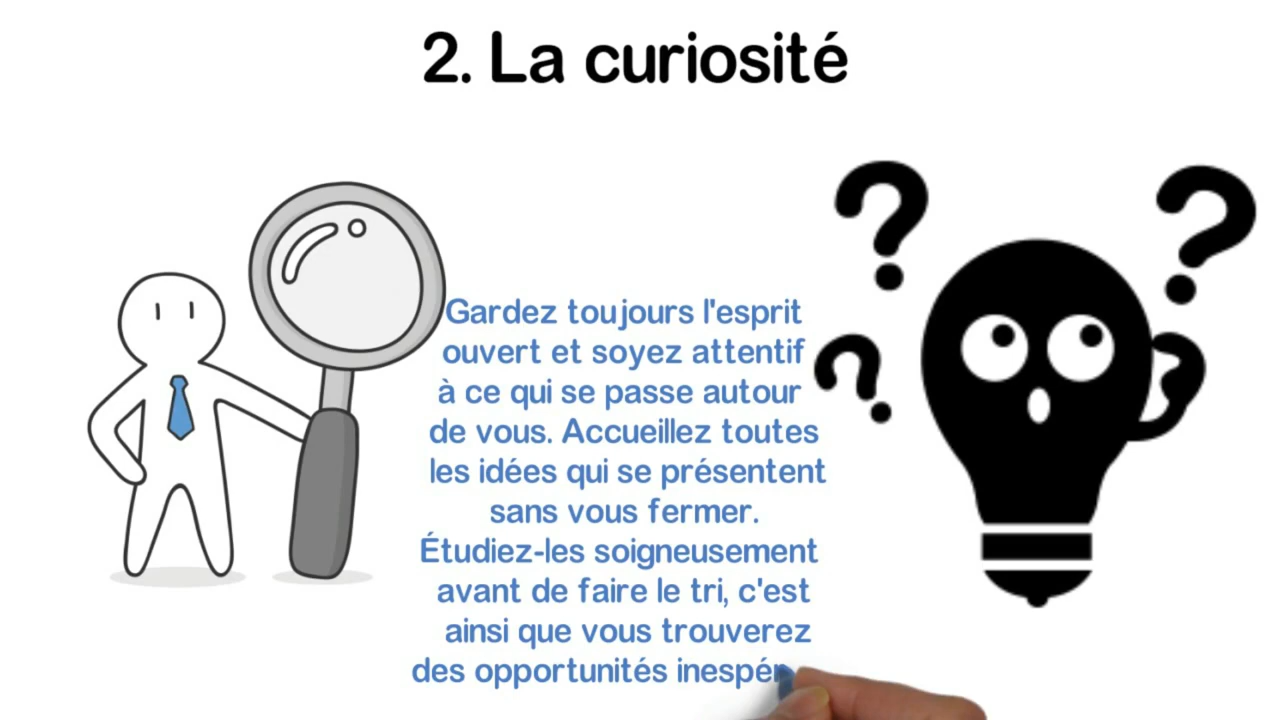 2. La curiosité
Gardez toujours l'esprit
ouvert et soyez attentif
à ce qui se passe autour
de vous. Accueillez toutes
les idées qui se présentent
sans vous fermer.
Étudiez-les soigneusement
avant de faire le tri, c'est
ainsi que vous trouverez
des opportunités